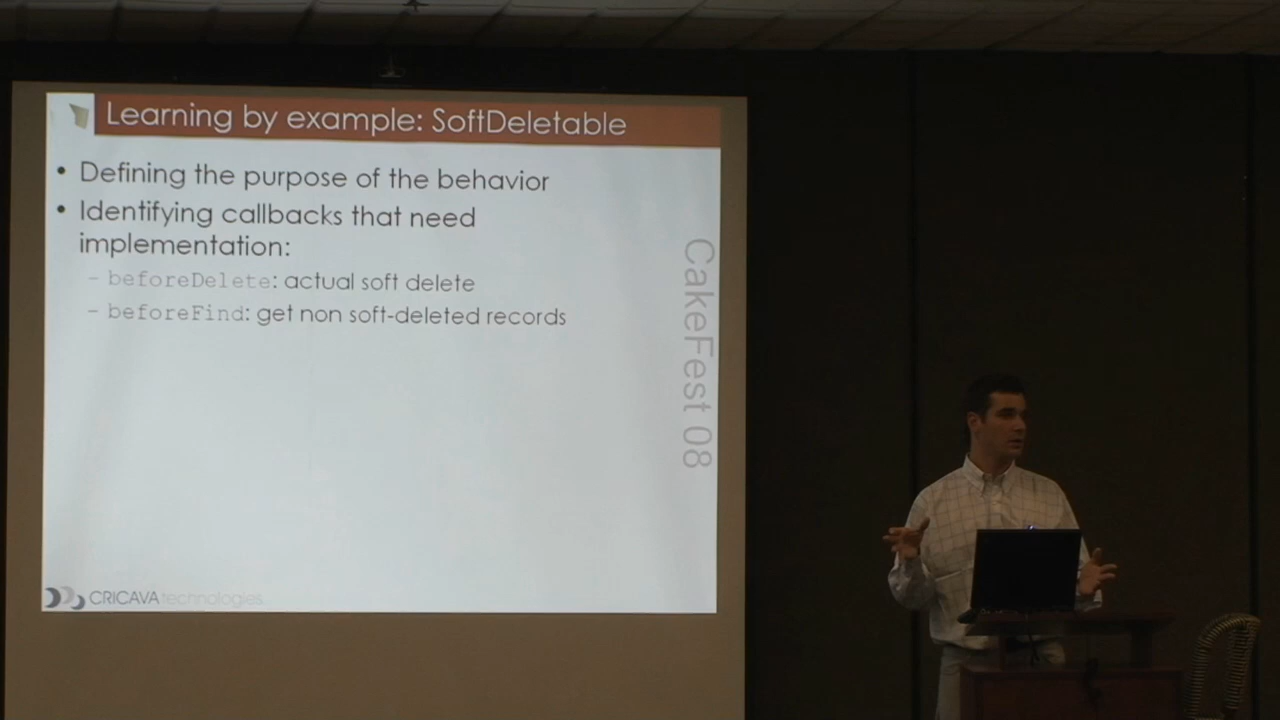 Learning by example: SoftDeletable
• Defining the purpose of the behavior
• Identifying callbacks that need
implementation:
– beforeDelete: actual soft delete
– beforeFind: get non soft-deleted records
CakeFest 08
CRICAVA technologies